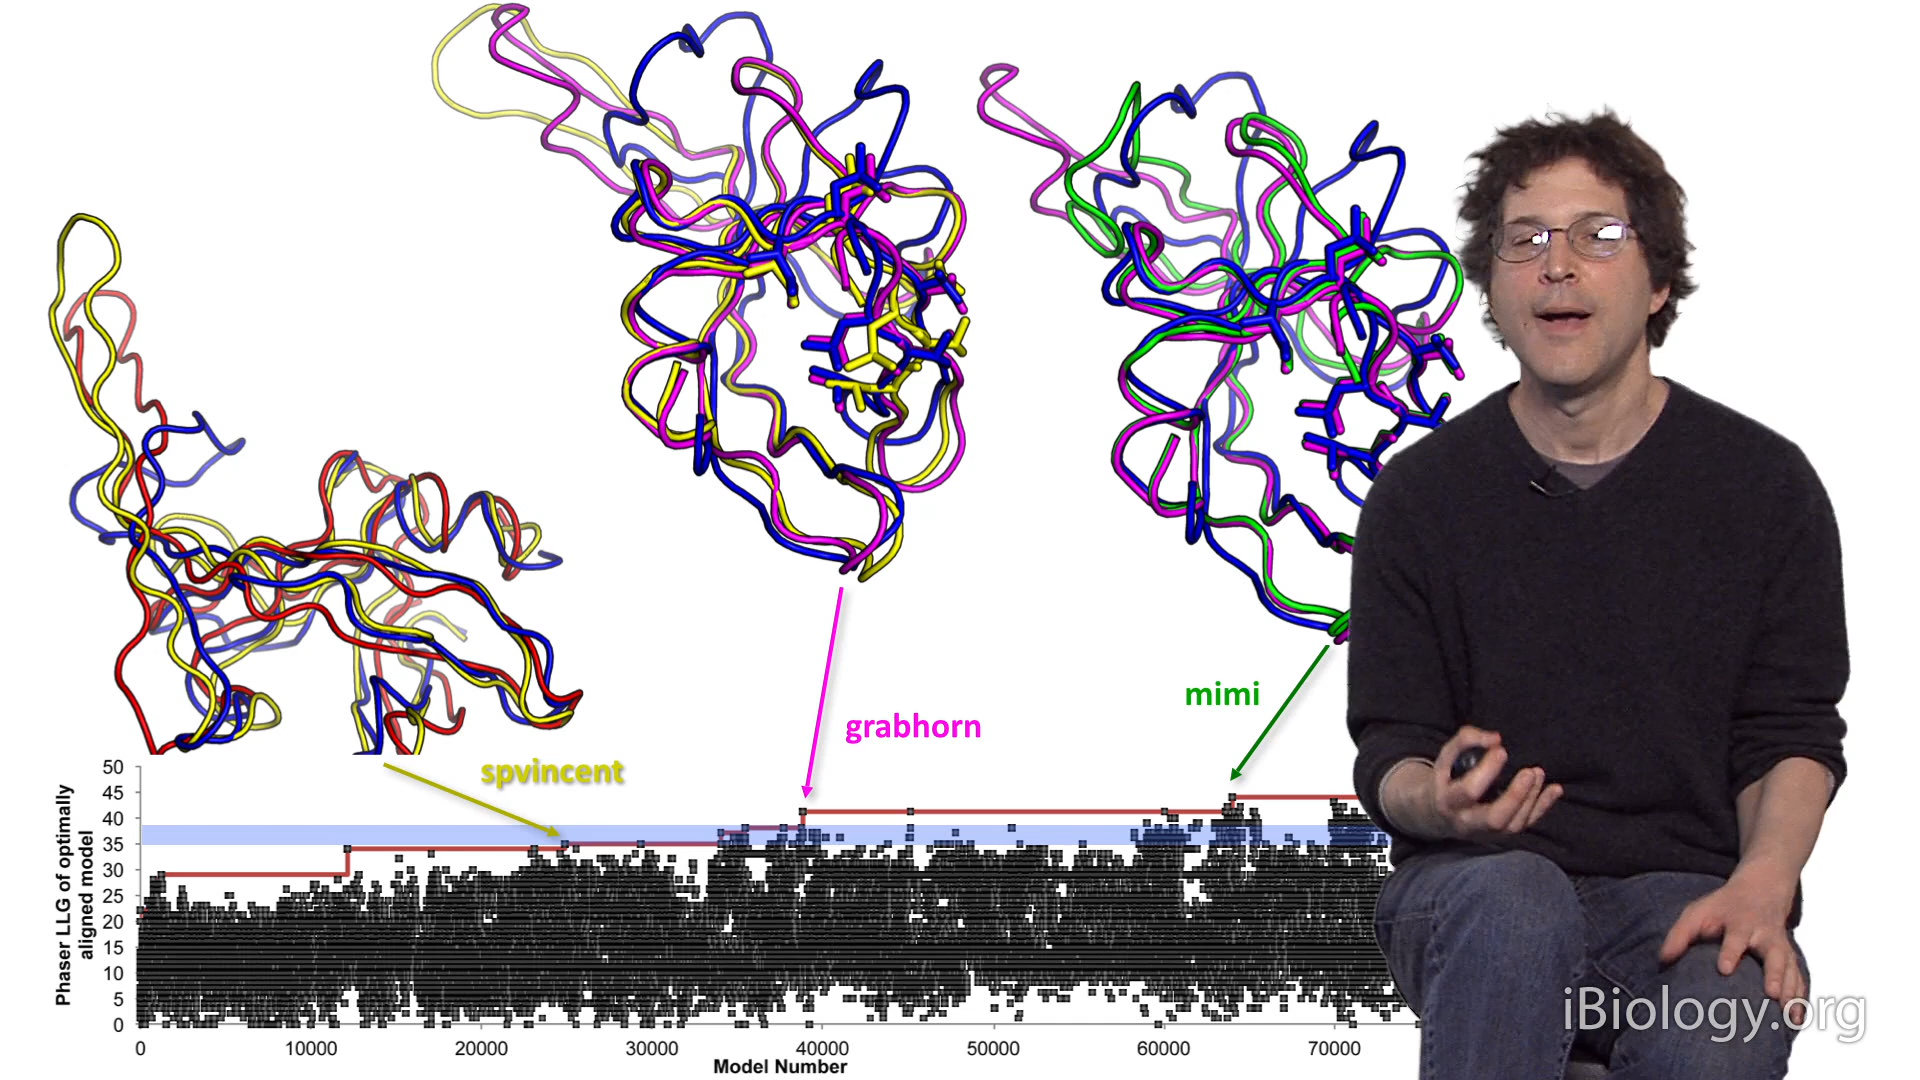 mimi
grabhorn
spvincent
Phaser LLG of optimally
aligned model
50
45
40
35
30
25
20
15
10
5
0
0 10000 20000 30000 40000 50000 60000 70000
Model Number
iBiology.org